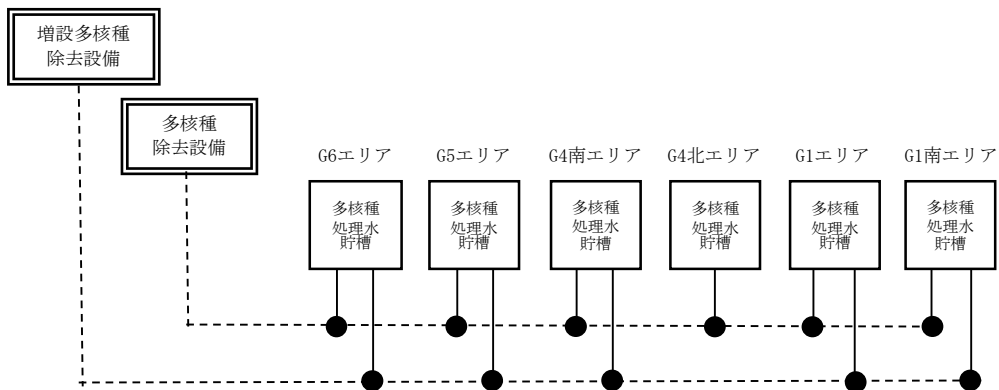 増設多核種
除去設備
多核種
除去設備
G6エリア
G5エリア
G4南エリア
G4北エリア
G1エリア
G1南エリア
多核種
処理水
貯槽
多核種
処理水
貯槽
多核種
処理水
貯槽
多核種
処理水
貯槽
多核種
処理水
貯槽
多核種
処理水
貯槽